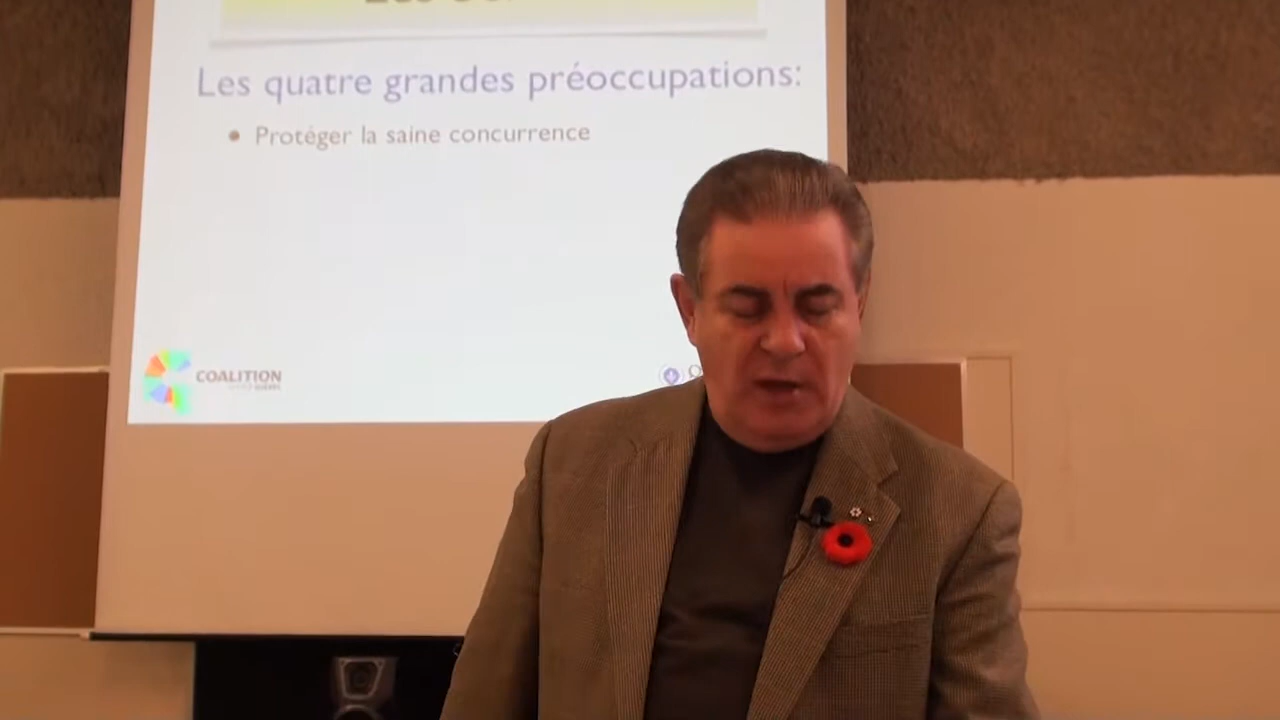 Les quatre grandes préoccupations:
• Protéger la saine concurrence
COALITION